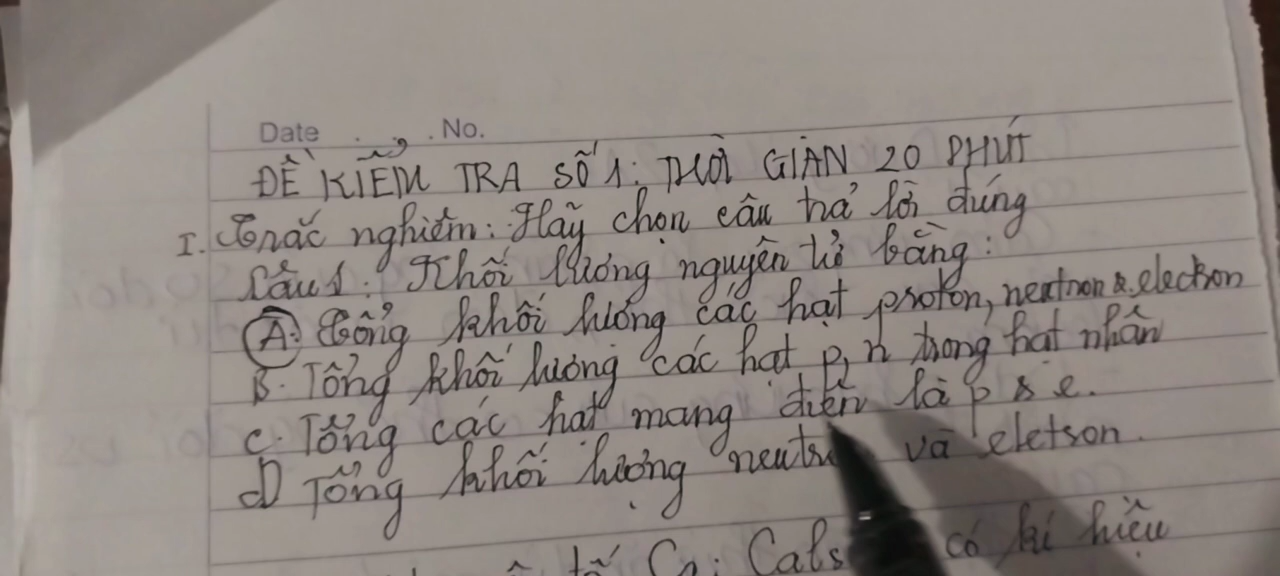 Date . . . No.
ĐỀ KIỂM TRA SỐ 1: THỜI GIAN 20 PHÚT
I. Trắc nghiệm: Hãy chọn câu trả lời đúng
Câu 1: Khối lượng nguyên tử bằng:
A. Tổng khối lượng các hạt proton, neutron & electron
B. Tổng khối lượng các hạt p, n trong hạt nhân
C. Tổng các hạt mang điện là p & e.
D Tổng khối lượng và eletson.
Ca: có kí hiệu